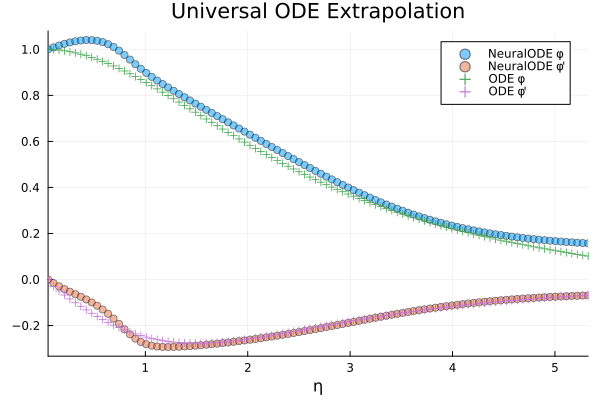 Universal ODE Extrapolation
NeuralODE φ
NeuralODE φ'
ODE φ
ODE φ'
1.0
0.8
0.6
0.4
0.2
0.0
−0.2
1 2 3 4 5
η